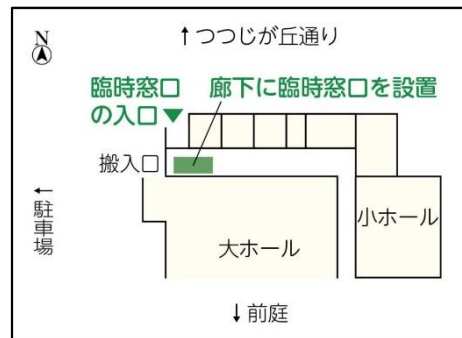 N
↑つつじが丘通り
臨時窓口
の入口▼
廊下に臨時窓口を設置
搬入口
←駐車場
大ホール
小ホール
↓前庭